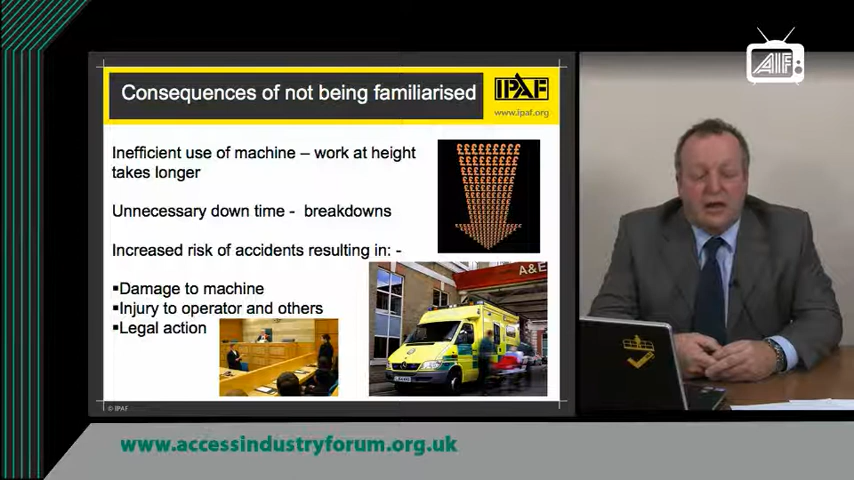 AIF
Consequences of not being familiarised
IPAF
www.ipaf.org
Inefficient use of machine – work at height
takes longer
Unnecessary down time - breakdowns
Increased risk of accidents resulting in: -
▪Damage to machine
▪Injury to operator and others
▪Legal action
A&E
© IPAF
www.accessindustryforum.org.uk